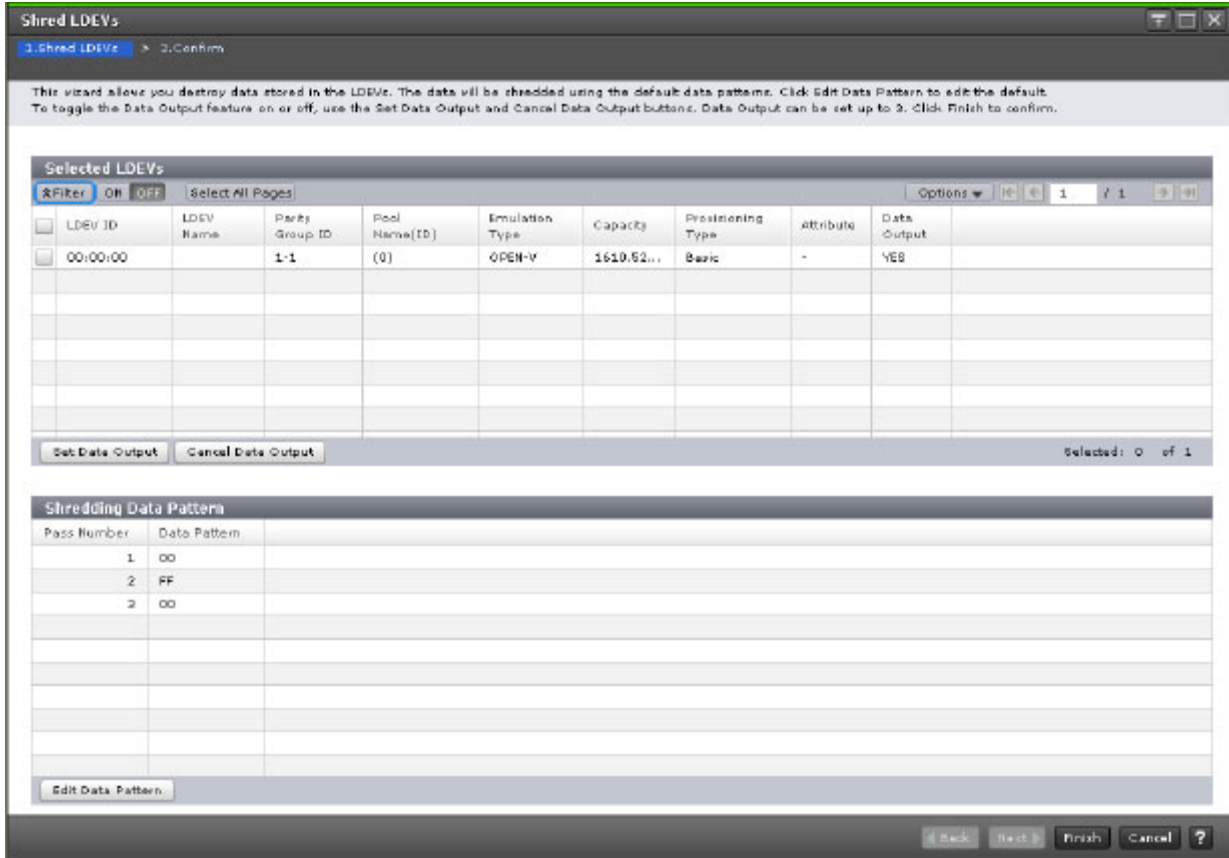 Shred LDEVs
1.Shred LDEVs > 2.Confirm
This wizard allows you destroy data stored in the LDEVs. The data will be shredded using the default data patterns. Click Edit Data Pattern to edit the default.
To toggle the Data Output feature on or off, use the Set Data Output and Cancel Data Output buttons. Data Output can be set up to 3. Click Finish to confirm.
Selected LDEVs
Filter ON OFF Select All Pages Options 1 / 1
LDEV ID LDEV Name Parity Group ID Pool Name(ID) Emulation Type Capacity Provisioning Type Attribute Data Output
00:00:00 1-1 (0) OPEN-V 1610.52... Basic - YES
Set Data Output Cancel Data Output Selected: 0 of 1
Shredding Data Pattern
Pass Number Data Pattern
1 00
2 FF
3 00
Edit Data Pattern
Back Next Finish Cancel ?